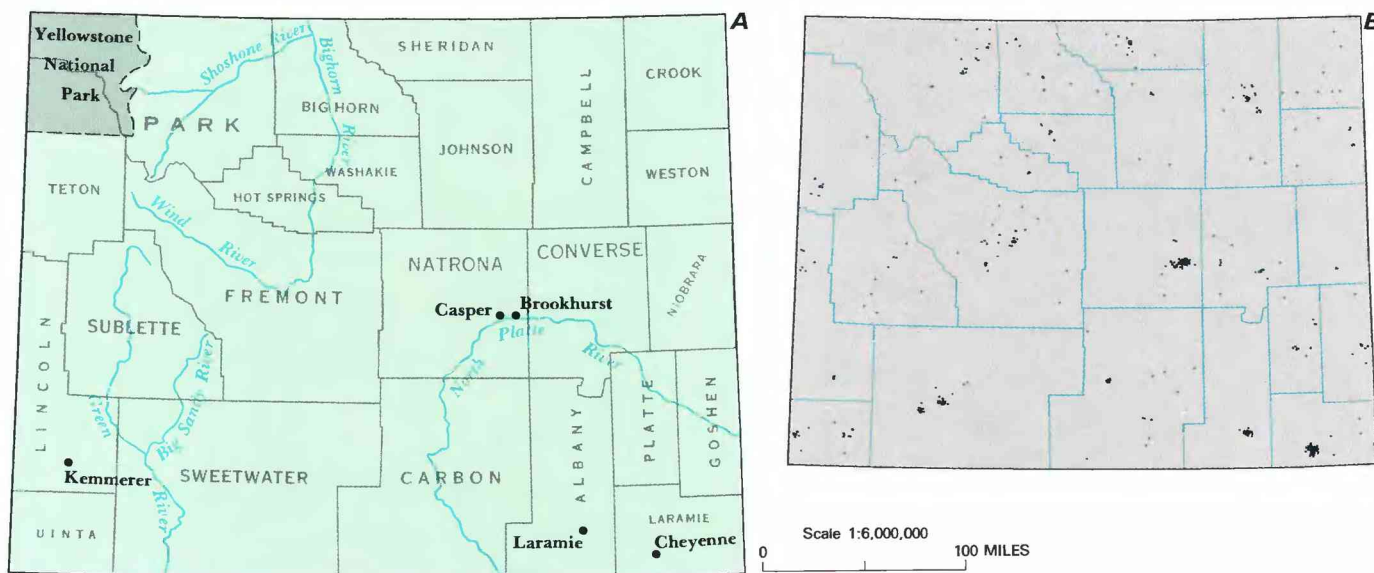 A
Yellowstone
National
Park
Shoshone River
Bighorn
River
SHERIDAN
CROOK
CAMPBELL
BIG HORN
PARK
JOHNSON
WASHAKIE
WESTON
TETON
HOT SPRINGS
Wind
River
CONVERSE
NATRONA
NIOBRARA
FREMONT
Casper
Brookhurst
SUBLETTE
North
Platte
River
LINCOLN
Green
River
Big Sandy River
PLATTE
GOSHEN
ALBANY
Kemmerer
SWEETWATER
CARBON
UINTA
LARAMIE
Laramie
Cheyenne
B
Scale 1:6,000,000
0
100 MILES